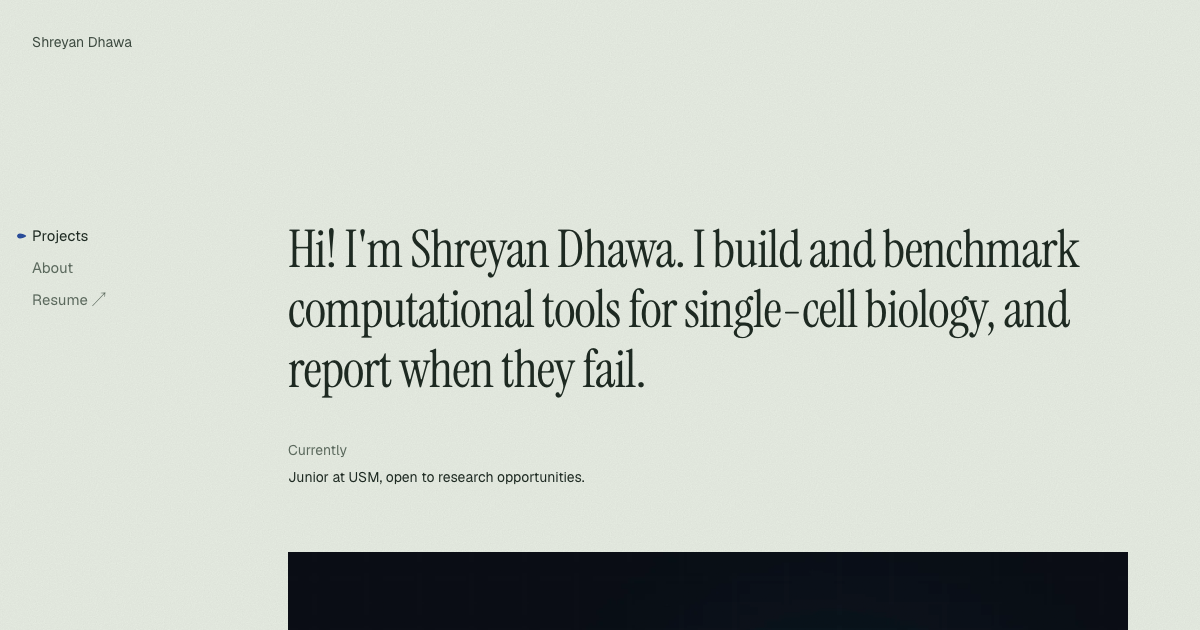 Shreyan Dhawa
Projects
About
Resume
Hi! I'm Shreyan Dhawa. I build and benchmark
computational tools for single-cell biology, and
report when they fail.
Currently
Junior at USM, open to research opportunities.